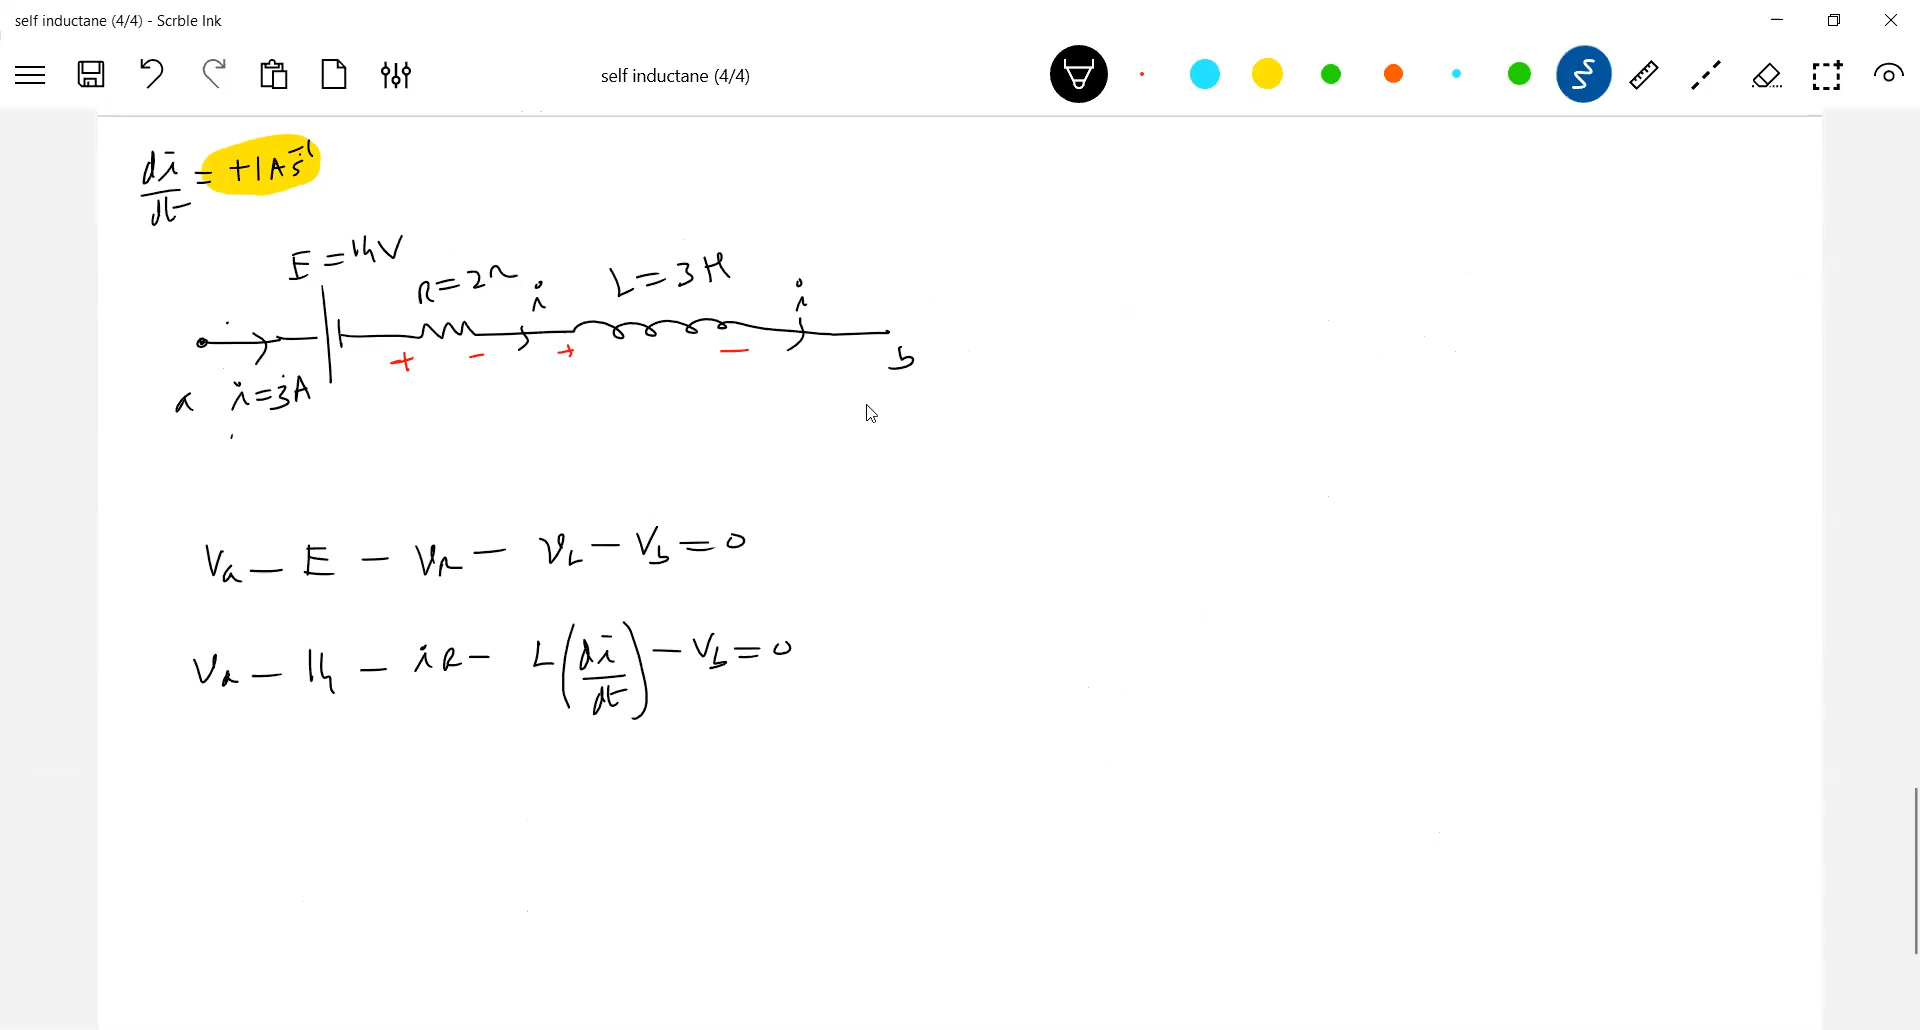 self inductane (4/4) - Scrble Ink
self inductane (4/4)
di/dt = +1 A s⁻¹
E = 14V
R = 2Ω
i
L = 3H
i
a
i = 3A
b
Va – E – VR – VL – Vb = 0
Va – 14 – iR – L(di/dt) – Vb = 0